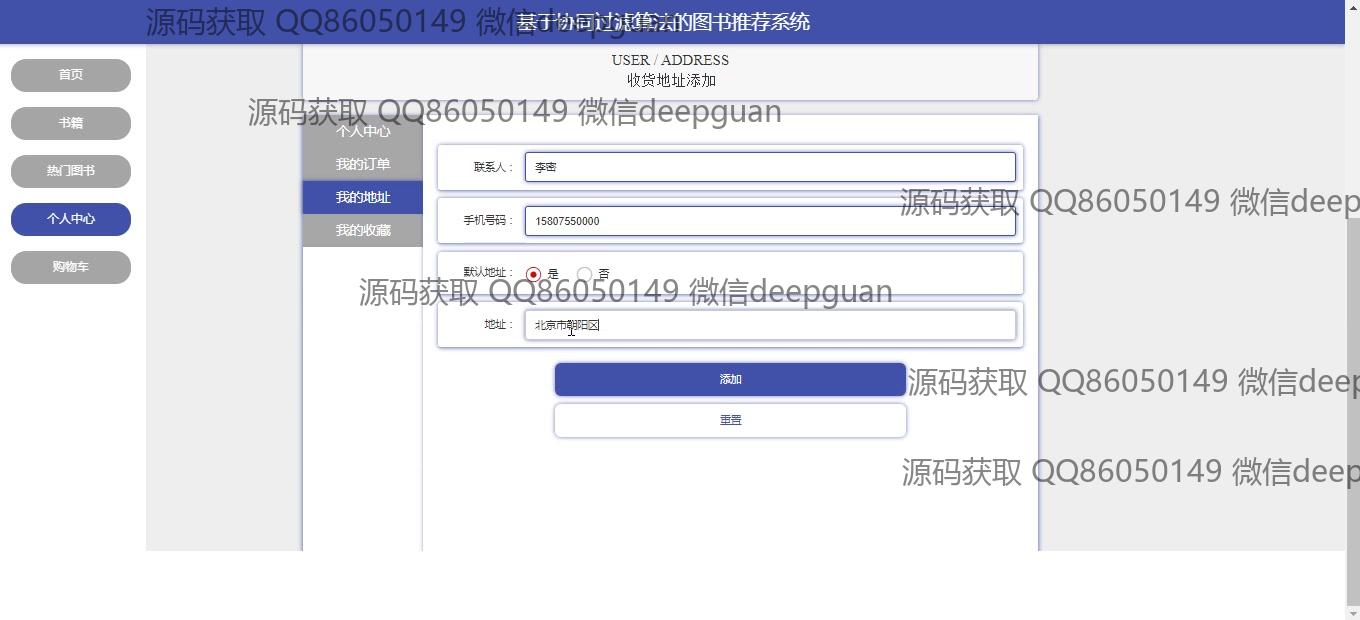 基于协同过滤算法的图书推荐系统
源码获取 QQ86050149 微信deepguan
首页
书籍
热门图书
个人中心
购物车
USER / ADDRESS
收货地址添加
源码获取 QQ86050149 微信deepguan
个人中心
我的订单
我的地址
我的收藏
联系人： 李密
手机号码： 15807550000
源码获取 QQ86050149 微信deep
默认地址： 是 否
源码获取 QQ86050149 微信deepguan
地址： 北京市朝阳区
添加
源码获取 QQ86050149 微信deep
重置
源码获取 QQ86050149 微信deep